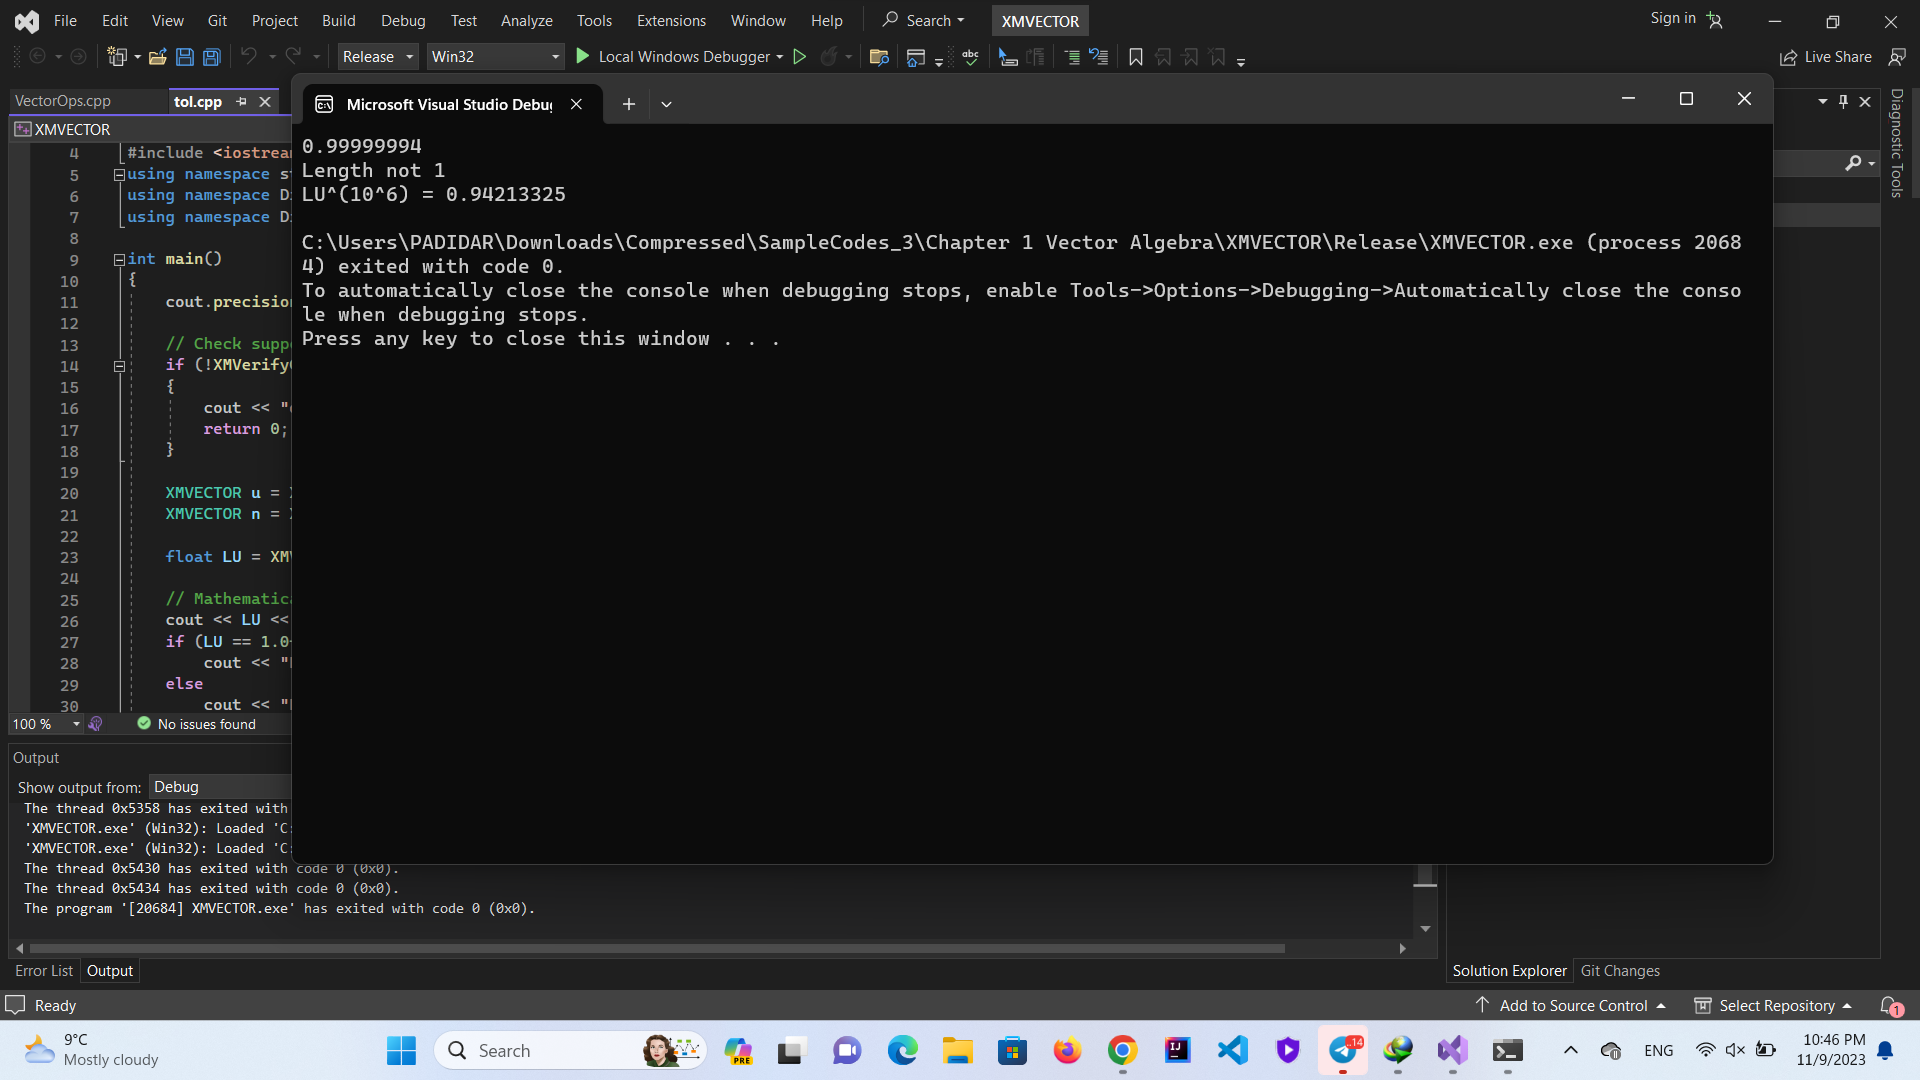 File Edit View Git Project Build Debug Test Analyze Tools Extensions Window Help Search XMVECTOR Sign in
Release Win32 Local Windows Debugger Live Share
VectorOps.cpp tol.cpp
Microsoft Visual Studio Debug
XMVECTOR
Diagnostic Tools
0.99999994
Length not 1
LU^(10^6) = 0.94213325
C:\Users\PADIDAR\Downloads\Compressed\SampleCodes_3\Chapter 1 Vector Algebra\XMVECTOR\Release\XMVECTOR.exe (process 2068
4) exited with code 0.
To automatically close the console when debugging stops, enable Tools->Options->Debugging->Automatically close the conso
le when debugging stops.
Press any key to close this window . . .
4 #include <iostream
5 using namespace s
6 using namespace D
7 using namespace D
8
9 int main()
10 {
11 cout.precision
12
13 // Check supp
14 if (!XMVerify
15 {
16 cout << "
17 return 0;
18 }
19
20 XMVECTOR u =
21 XMVECTOR n =
22
23 float LU = XM
24
25 // Mathematica
26 cout << LU <<
27 if (LU == 1.0
28 cout << "
29 else
30 cout << "
100 % No issues found
Output
Show output from: Debug
The thread 0x5358 has exited with
'XMVECTOR.exe' (Win32): Loaded 'C:
'XMVECTOR.exe' (Win32): Loaded 'C:
The thread 0x5430 has exited with code 0 (0x0).
The thread 0x5434 has exited with code 0 (0x0).
The program '[20684] XMVECTOR.exe' has exited with code 0 (0x0).
Error List Output
Solution Explorer Git Changes
Ready Add to Source Control Select Repository 1
9°C
Mostly cloudy
Search
PRE
14
ENG
10:46 PM
11/9/2023